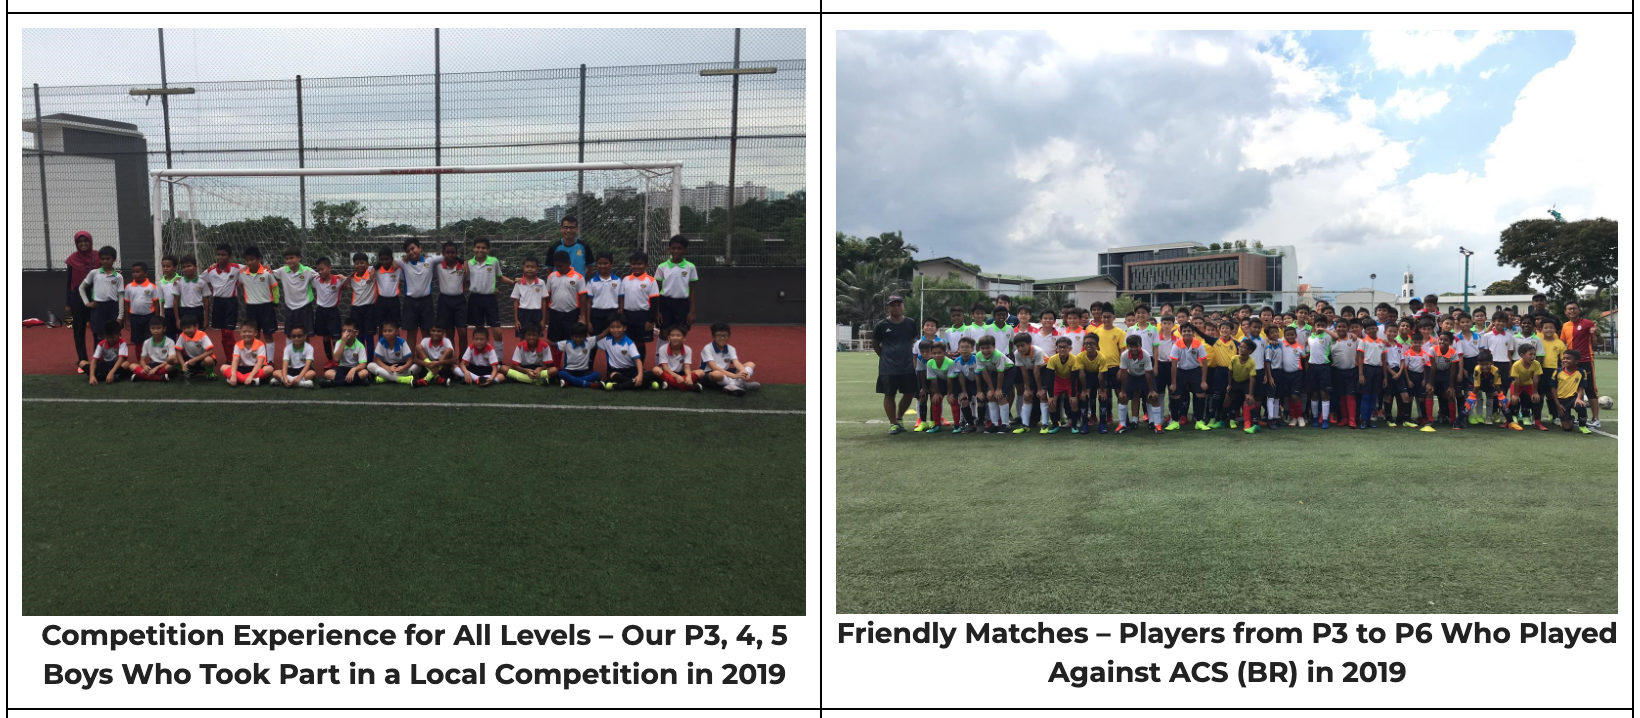 Competition Experience for All Levels – Our P3, 4, 5
Boys Who Took Part in a Local Competition in 2019
Friendly Matches – Players from P3 to P6 Who Played
Against ACS (BR) in 2019